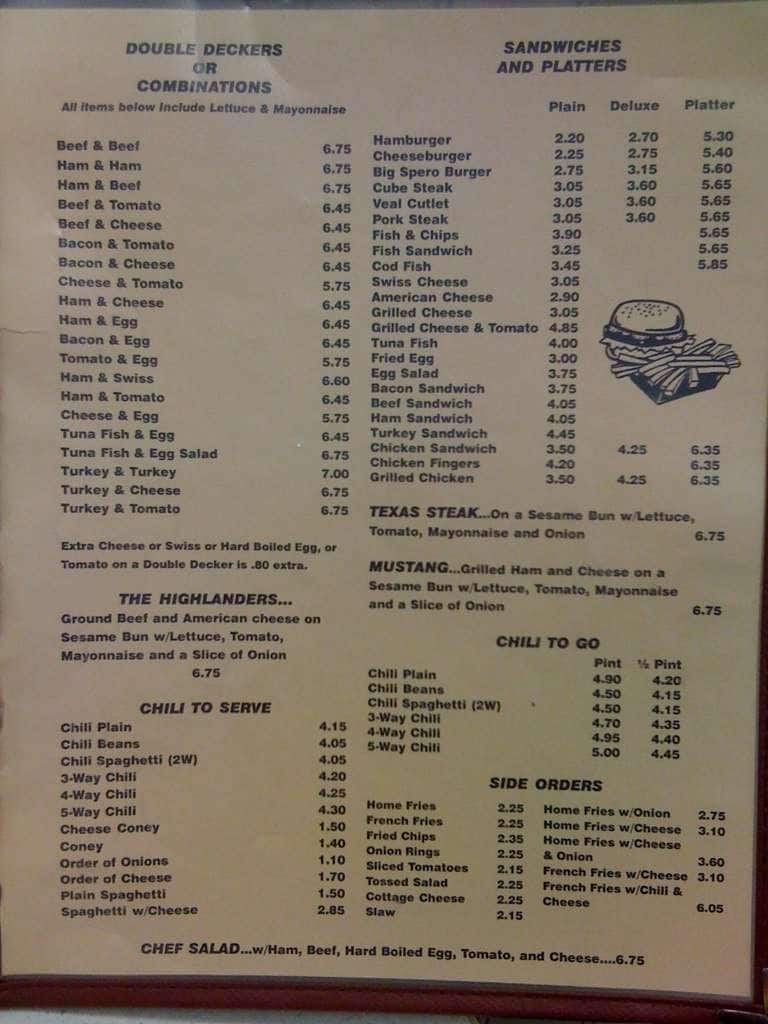 DOUBLE DECKERS
OR
COMBINATIONS
All items below Include Lettuce & Mayonnaise
Beef & Beef 6.75
Ham & Ham 6.75
Ham & Beef 6.75
Beef & Tomato 6.45
Beef & Cheese 6.45
Bacon & Tomato 6.45
Bacon & Cheese 6.45
Cheese & Tomato 5.75
Ham & Cheese 6.45
Ham & Egg 6.45
Bacon & Egg 6.45
Tomato & Egg 5.75
Ham & Swiss 6.60
Ham & Tomato 6.45
Cheese & Egg 5.75
Tuna Fish & Egg 6.45
Tuna Fish & Egg Salad 6.75
Turkey & Turkey 7.00
Turkey & Cheese 6.75
Turkey & Tomato 6.75
Extra Cheese or Swiss or Hard Boiled Egg, or
Tomato on a Double Decker is .80 extra.
THE HIGHLANDERS...
Ground Beef and American cheese on
Sesame Bun w/Lettuce, Tomato,
Mayonnaise and a Slice of Onion
6.75
CHILI TO SERVE
Chili Plain 4.15
Chili Beans 4.05
Chili Spaghetti (2W) 4.05
3-Way Chili 4.20
4-Way Chili 4.25
5-Way Chili 4.30
Cheese Coney 1.50
Coney 1.40
Order of Onions 1.10
Order of Cheese 1.70
Plain Spaghetti 1.50
Spaghetti w/Cheese 2.85
SANDWICHES
AND PLATTERS
Plain Deluxe Platter
Hamburger 2.20 2.70 5.30
Cheeseburger 2.25 2.75 5.40
Big Spero Burger 2.75 3.15 5.60
Cube Steak 3.05 3.60 5.65
Veal Cutlet 3.05 3.60 5.65
Pork Steak 3.05 3.60 5.65
Fish & Chips 3.90 5.65
Fish Sandwich 3.25 5.65
Cod Fish 3.45 5.85
Swiss Cheese 3.05
American Cheese 2.90
Grilled Cheese 3.05
Grilled Cheese & Tomato 4.85
Tuna Fish 4.00
Fried Egg 3.00
Egg Salad 3.75
Bacon Sandwich 3.75
Beef Sandwich 4.05
Ham Sandwich 4.05
Turkey Sandwich 4.45
Chicken Sandwich 3.50 4.25 6.35
Chicken Fingers 4.20 6.35
Grilled Chicken 3.50 4.25 6.35
TEXAS STEAK...On a Sesame Bun w/Lettuce,
Tomato, Mayonnaise and Onion 6.75
MUSTANG...Grilled Ham and Cheese on a
Sesame Bun w/Lettuce, Tomato, Mayonnaise
and a Slice of Onion 6.75
CHILI TO GO
Pint ½ Pint
Chili Plain 4.90 4.20
Chili Beans 4.50 4.15
Chili Spaghetti (2W) 4.50 4.15
3-Way Chili 4.70 4.35
4-Way Chili 4.95 4.40
5-Way Chili 5.00 4.45
SIDE ORDERS
Home Fries 2.25
French Fries 2.25
Fried Chips 2.35
Onion Rings 2.25
Sliced Tomatoes 2.15
Tossed Salad 2.25
Cottage Cheese 2.25
Slaw 2.15
Home Fries w/Onion 2.75
Home Fries w/Cheese 3.10
Home Fries w/Cheese
& Onion 3.60
French Fries w/Cheese 3.10
French Fries w/Chili &
Cheese 6.05
CHEF SALAD...w/Ham, Beef, Hard Boiled Egg, Tomato, and Cheese....6.75